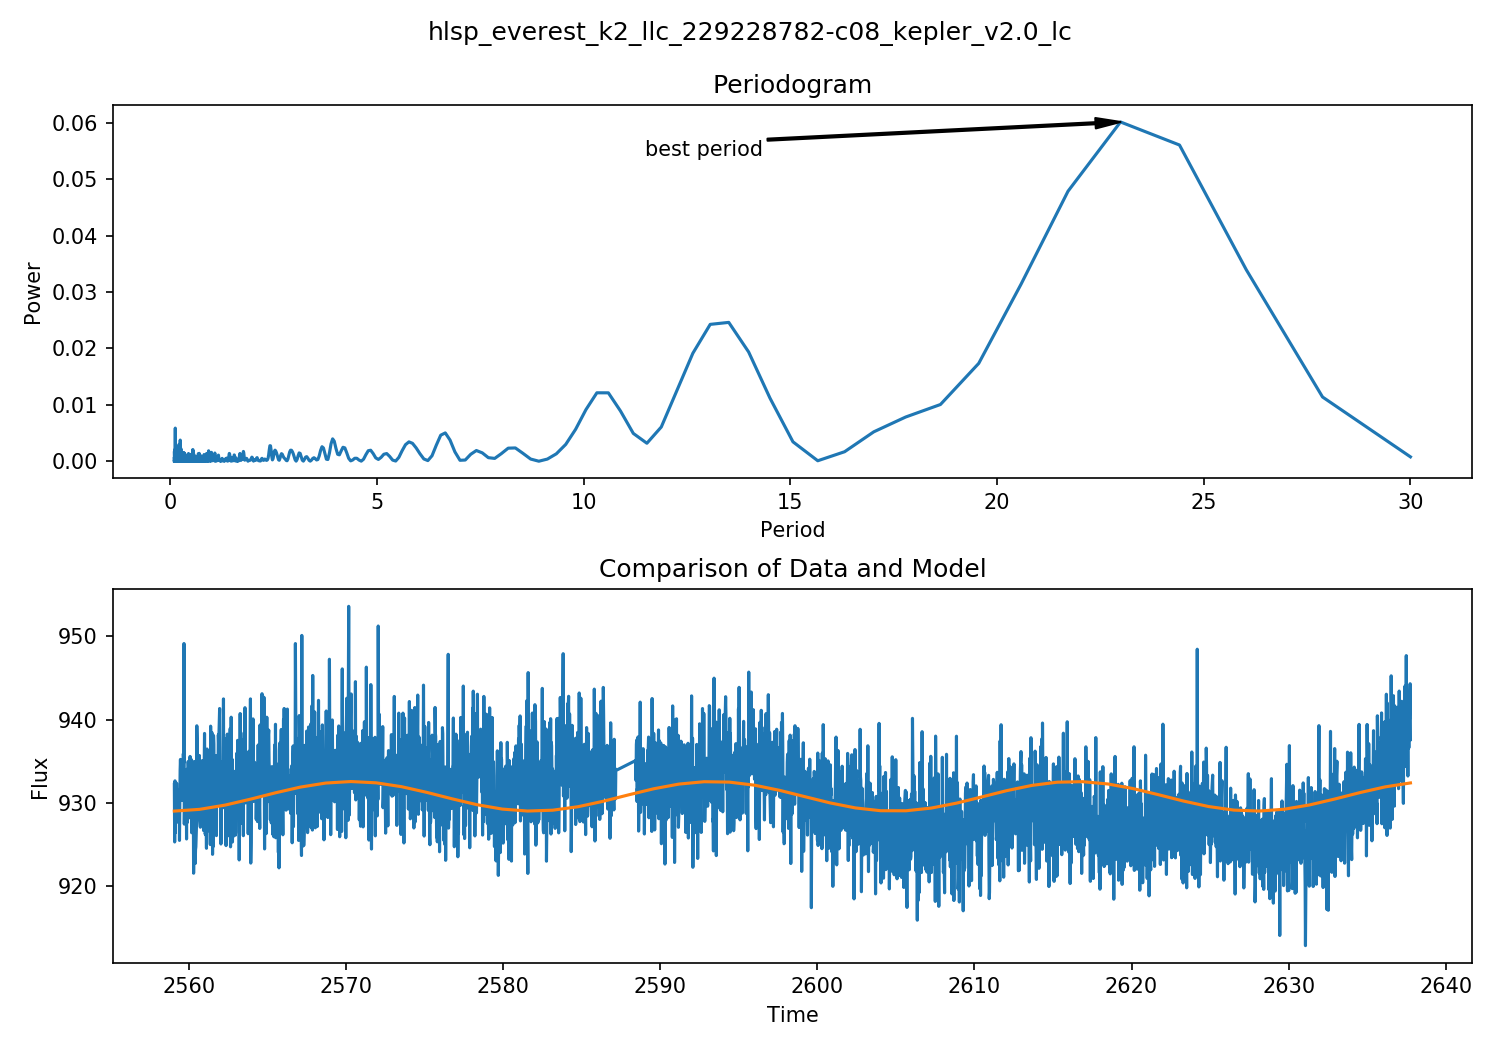 hlsp_everest_k2_llc_229228782-c08_kepler_v2.0_lc
Periodogram
0.06
0.05
0.04
0.03
0.02
0.01
0.00
Power
best period
0 5 10 15 20 25 30
Period
Comparison of Data and Model
950
940
930
920
Flux
2560 2570 2580 2590 2600 2610 2620 2630 2640
Time